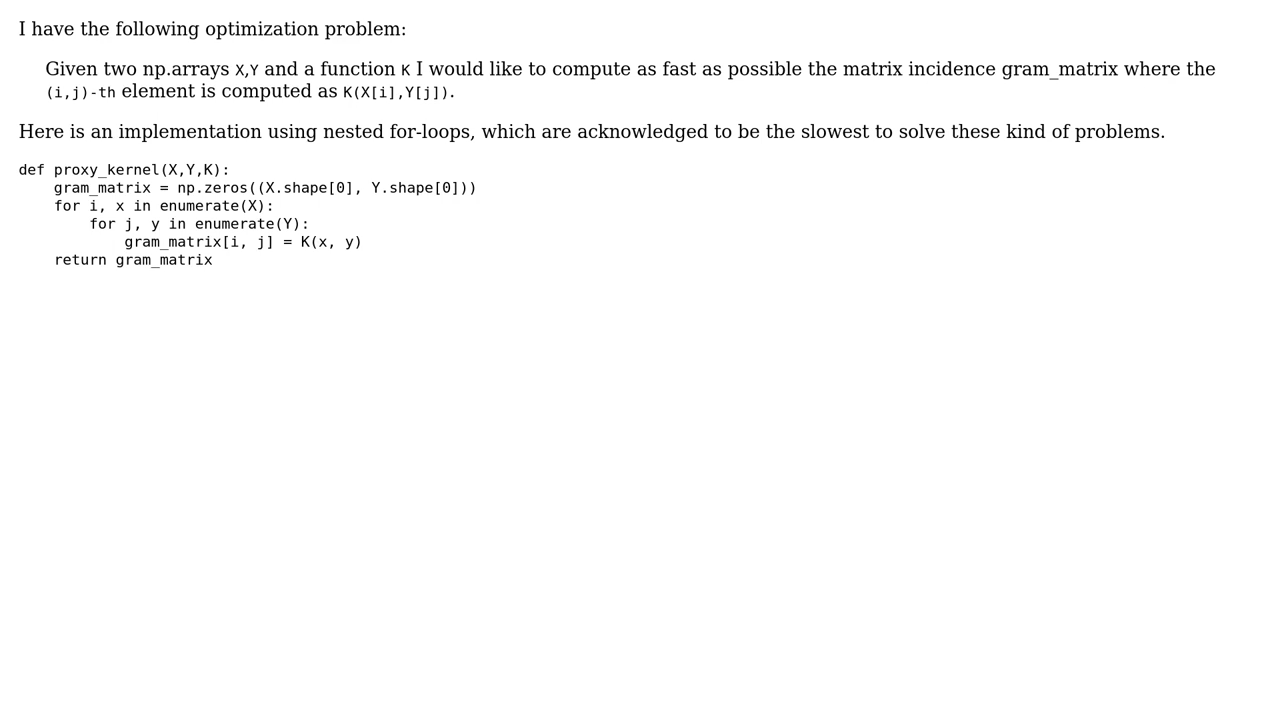 I have the following optimization problem:
Given two np.arrays X,Y and a function K I would like to compute as fast as possible the matrix incidence gram_matrix where the
(i,j)-th element is computed as K(X[i],Y[j]).
Here is an implementation using nested for-loops, which are acknowledged to be the slowest to solve these kind of problems.
def proxy_kernel(X,Y,K):
    gram_matrix = np.zeros((X.shape[0], Y.shape[0]))
    for i, x in enumerate(X):
        for j, y in enumerate(Y):
            gram_matrix[i, j] = K(x, y)
    return gram_matrix